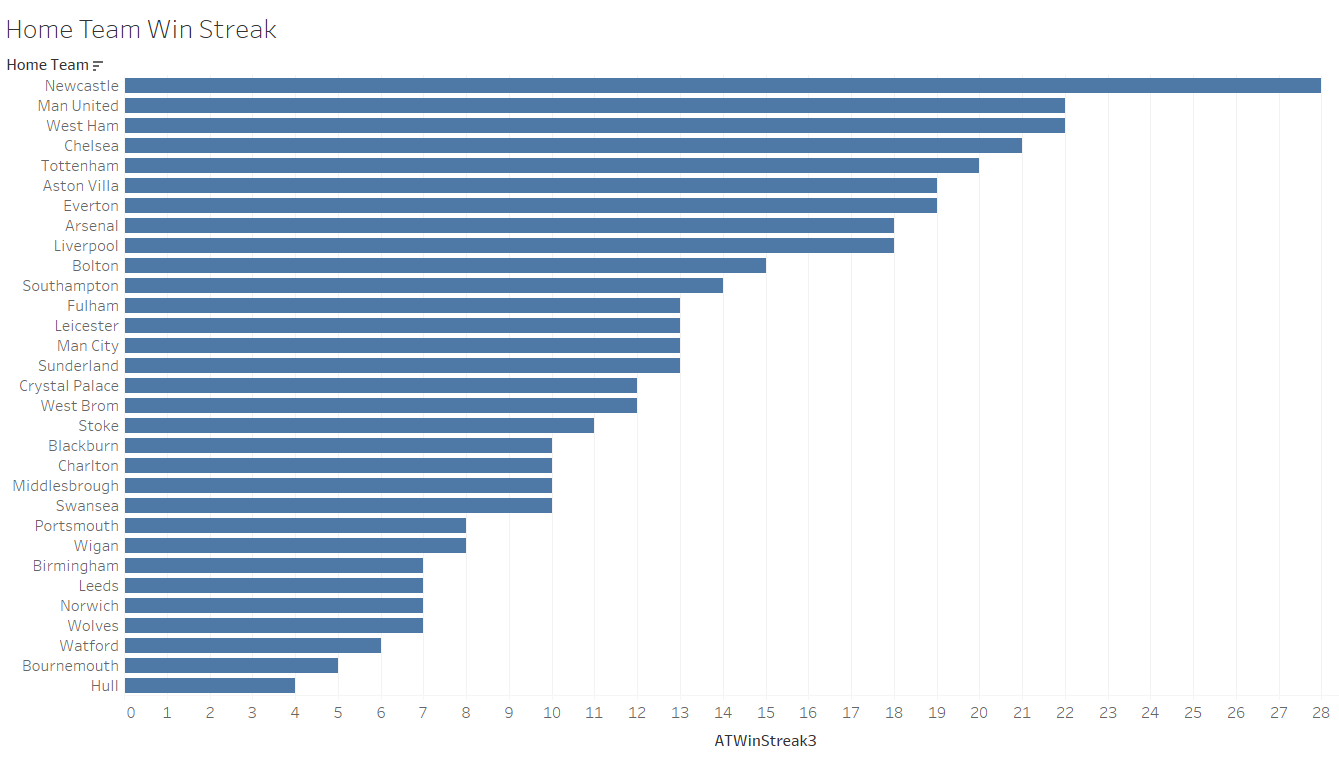 Home Team Win Streak
Home Team
Newcastle
Man United
West Ham
Chelsea
Tottenham
Aston Villa
Everton
Arsenal
Liverpool
Bolton
Southampton
Fulham
Leicester
Man City
Sunderland
Crystal Palace
West Brom
Stoke
Blackburn
Charlton
Middlesbrough
Swansea
Portsmouth
Wigan
Birmingham
Leeds
Norwich
Wolves
Watford
Bournemouth
Hull
0 1 2 3 4 5 6 7 8 9 10 11 12 13 14 15 16 17 18 19 20 21 22 23 24 25 26 27 28
ATWinStreak3